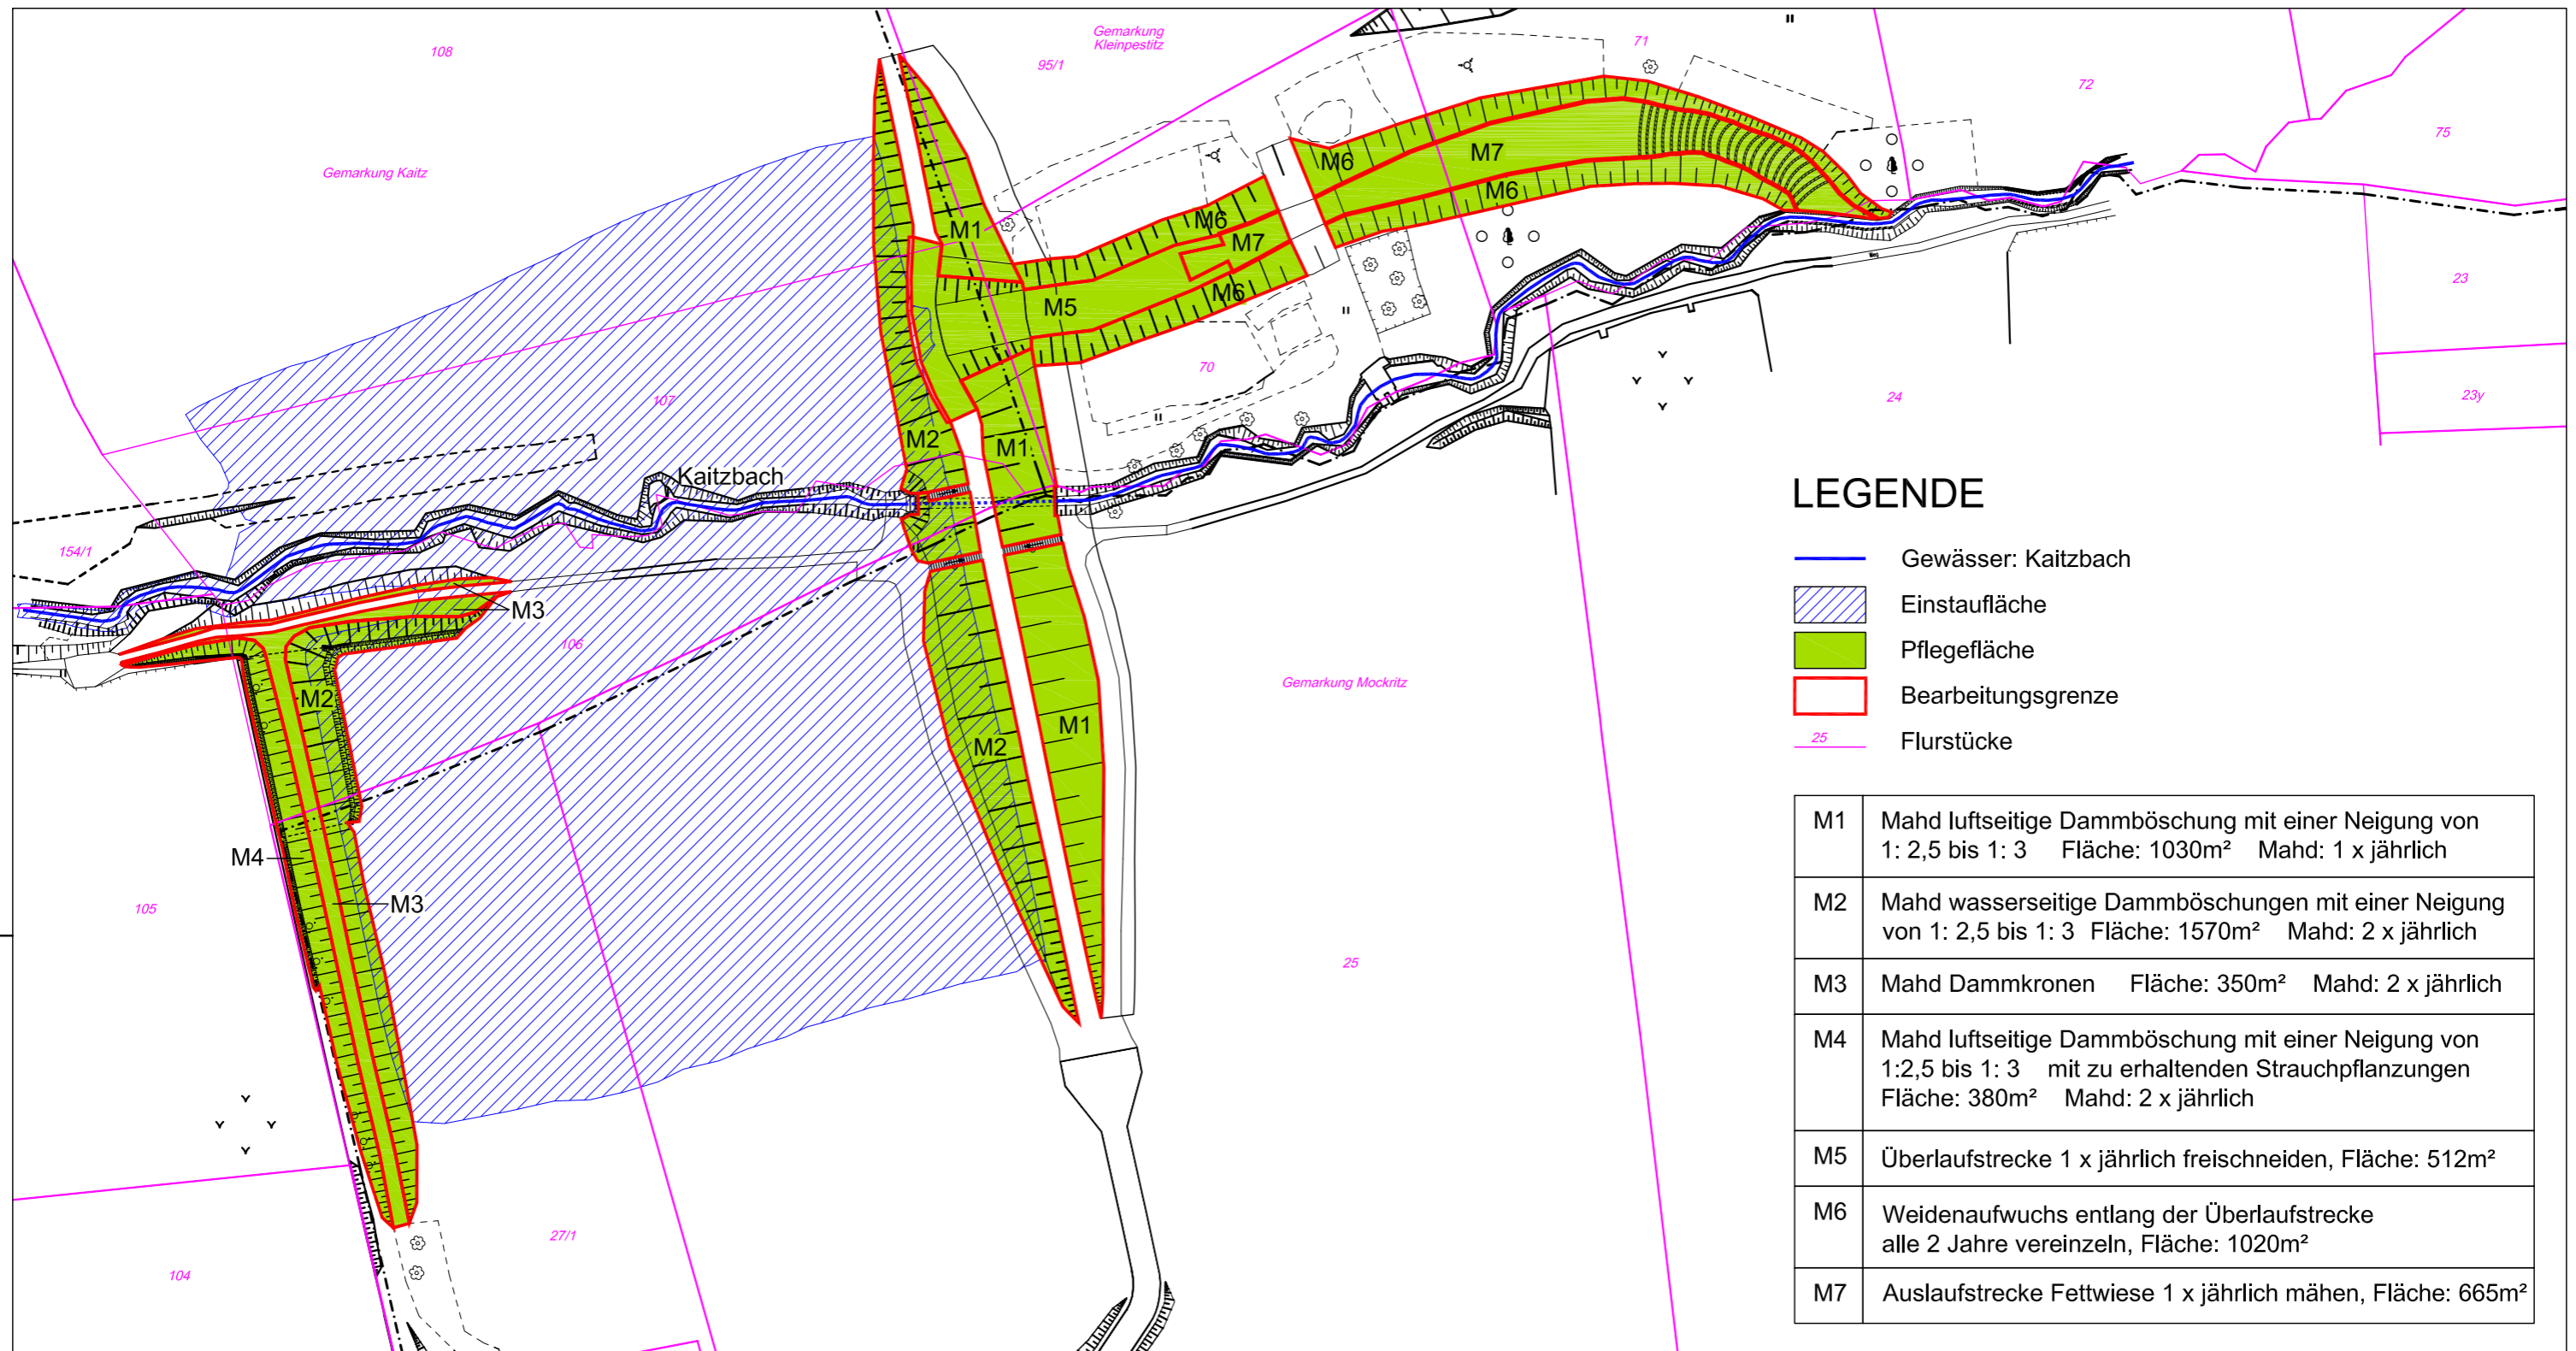 108
Gemarkung
Kleinpestitz
95/1
71
72
75
Gemarkung Kaitz
M6
M7
M6
M1
M6
M7
M5
M6
23
70
107
24
23y
M2
M1
Kaitzbach
154/1
M3
106
M2
Gemarkung Mockritz
M1
M2
M4
M3
105
25
27/1
104
LEGENDE
Gewässer: Kaitzbach
Einstaufläche
Pflegefläche
Bearbeitungsgrenze
25 Flurstücke
M1 Mahd luftseitige Dammböschung mit einer Neigung von
1: 2,5 bis 1: 3 Fläche: 1030m² Mahd: 1 x jährlich
M2 Mahd wasserseitige Dammböschungen mit einer Neigung
von 1: 2,5 bis 1: 3 Fläche: 1570m² Mahd: 2 x jährlich
M3 Mahd Dammkronen Fläche: 350m² Mahd: 2 x jährlich
M4 Mahd luftseitige Dammböschung mit einer Neigung von
1:2,5 bis 1: 3 mit zu erhaltenden Strauchpflanzungen
Fläche: 380m² Mahd: 2 x jährlich
M5 Überlaufstrecke 1 x jährlich freischneiden, Fläche: 512m²
M6 Weidenaufwuchs entlang der Überlaufstrecke
alle 2 Jahre vereinzeln, Fläche: 1020m²
M7 Auslaufstrecke Fettwiese 1 x jährlich mähen, Fläche: 665m²